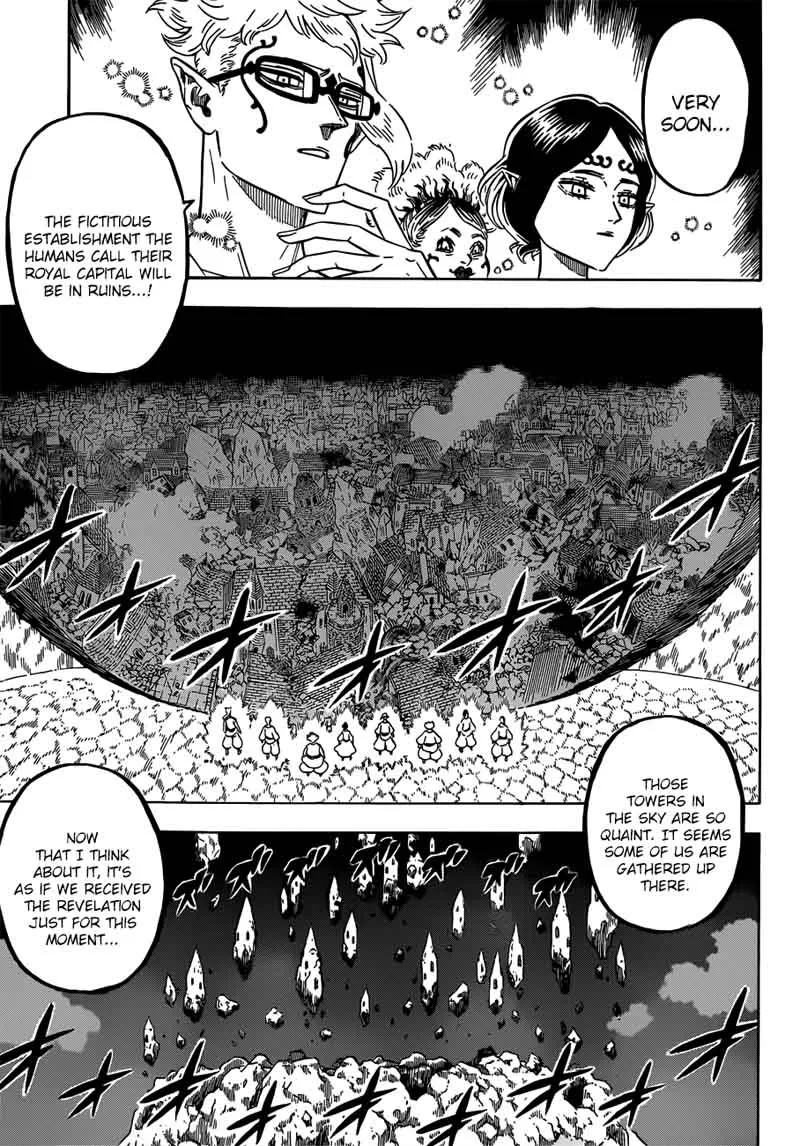 VERY
SOON...
THE FICTITIOUS
ESTABLISHMENT THE
HUMANS CALL THEIR
ROYAL CAPITAL WILL
BE IN RUINS...!
THOSE
TOWERS IN
THE SKY ARE SO
QUAINT. IT SEEMS
SOME OF US ARE
GATHERED UP
THERE.
NOW
THAT I THINK
ABOUT IT, IT'S
AS IF WE RECEIVED
THE REVELATION
JUST FOR THIS
MOMENT...